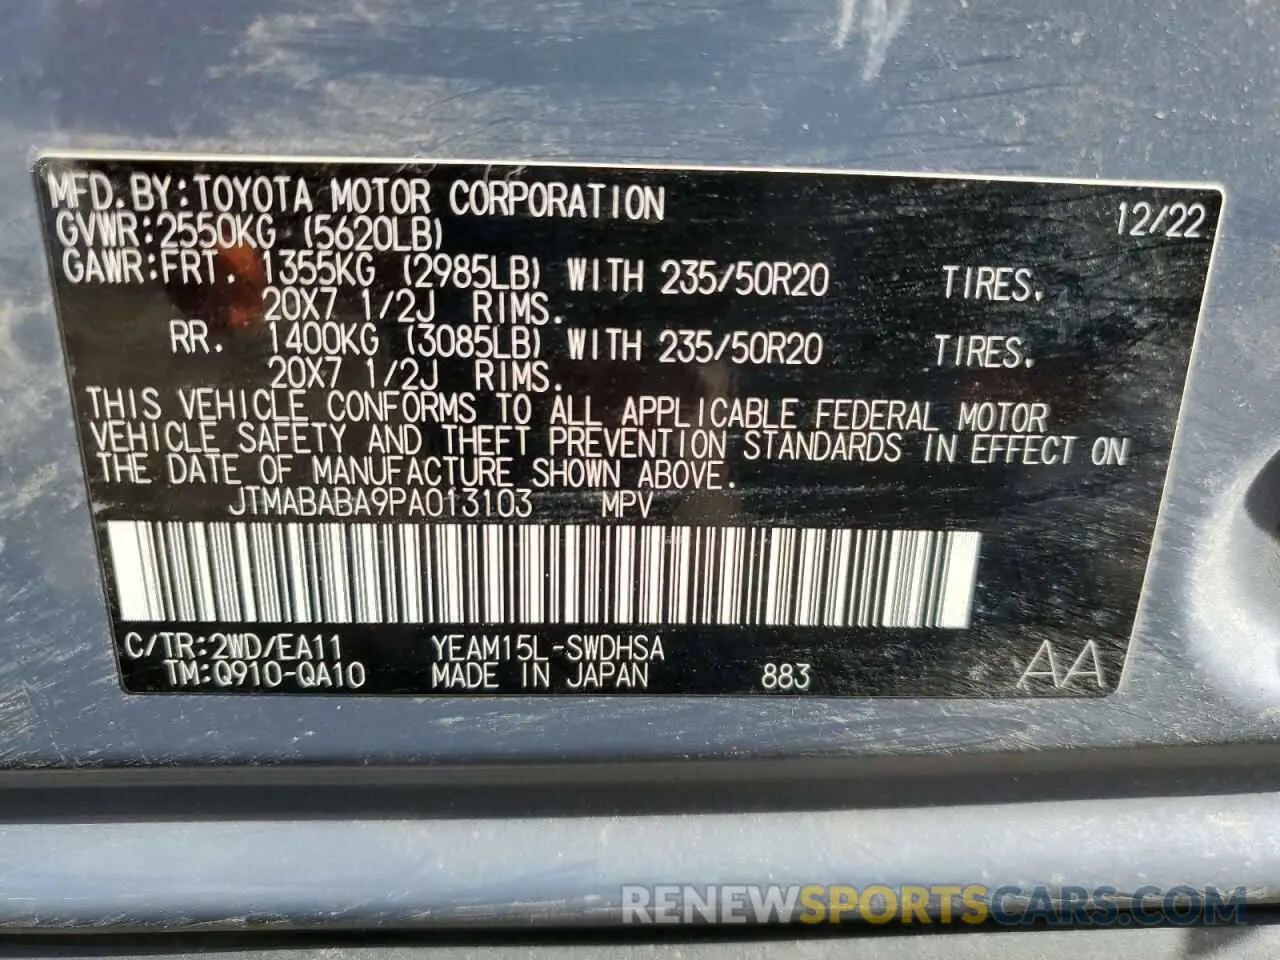 MFD. BY: TOYOTA MOTOR CORPORATION 12/22
GVWR: 2550KG (5620LB)
GAWR: FRT. 1355KG (2985LB) WITH 235/50R20 TIRES.
20X7 1/2J RIMS.
RR. 1400KG (3085LB) WITH 235/50R20 TIRES.
20X7 1/2J RIMS.
THIS VEHICLE CONFORMS TO ALL APPLICABLE FEDERAL MOTOR
VEHICLE SAFETY AND THEFT PREVENTION STANDARDS IN EFFECT ON
THE DATE OF MANUFACTURE SHOWN ABOVE.
JTMABABA9PA013103 MPV
C/TR: 2WD/EA11 YEAM15L-SWDHSA
TM: Q910-QA10 MADE IN JAPAN 883 AA
RENEWSPORTSCARS.COM